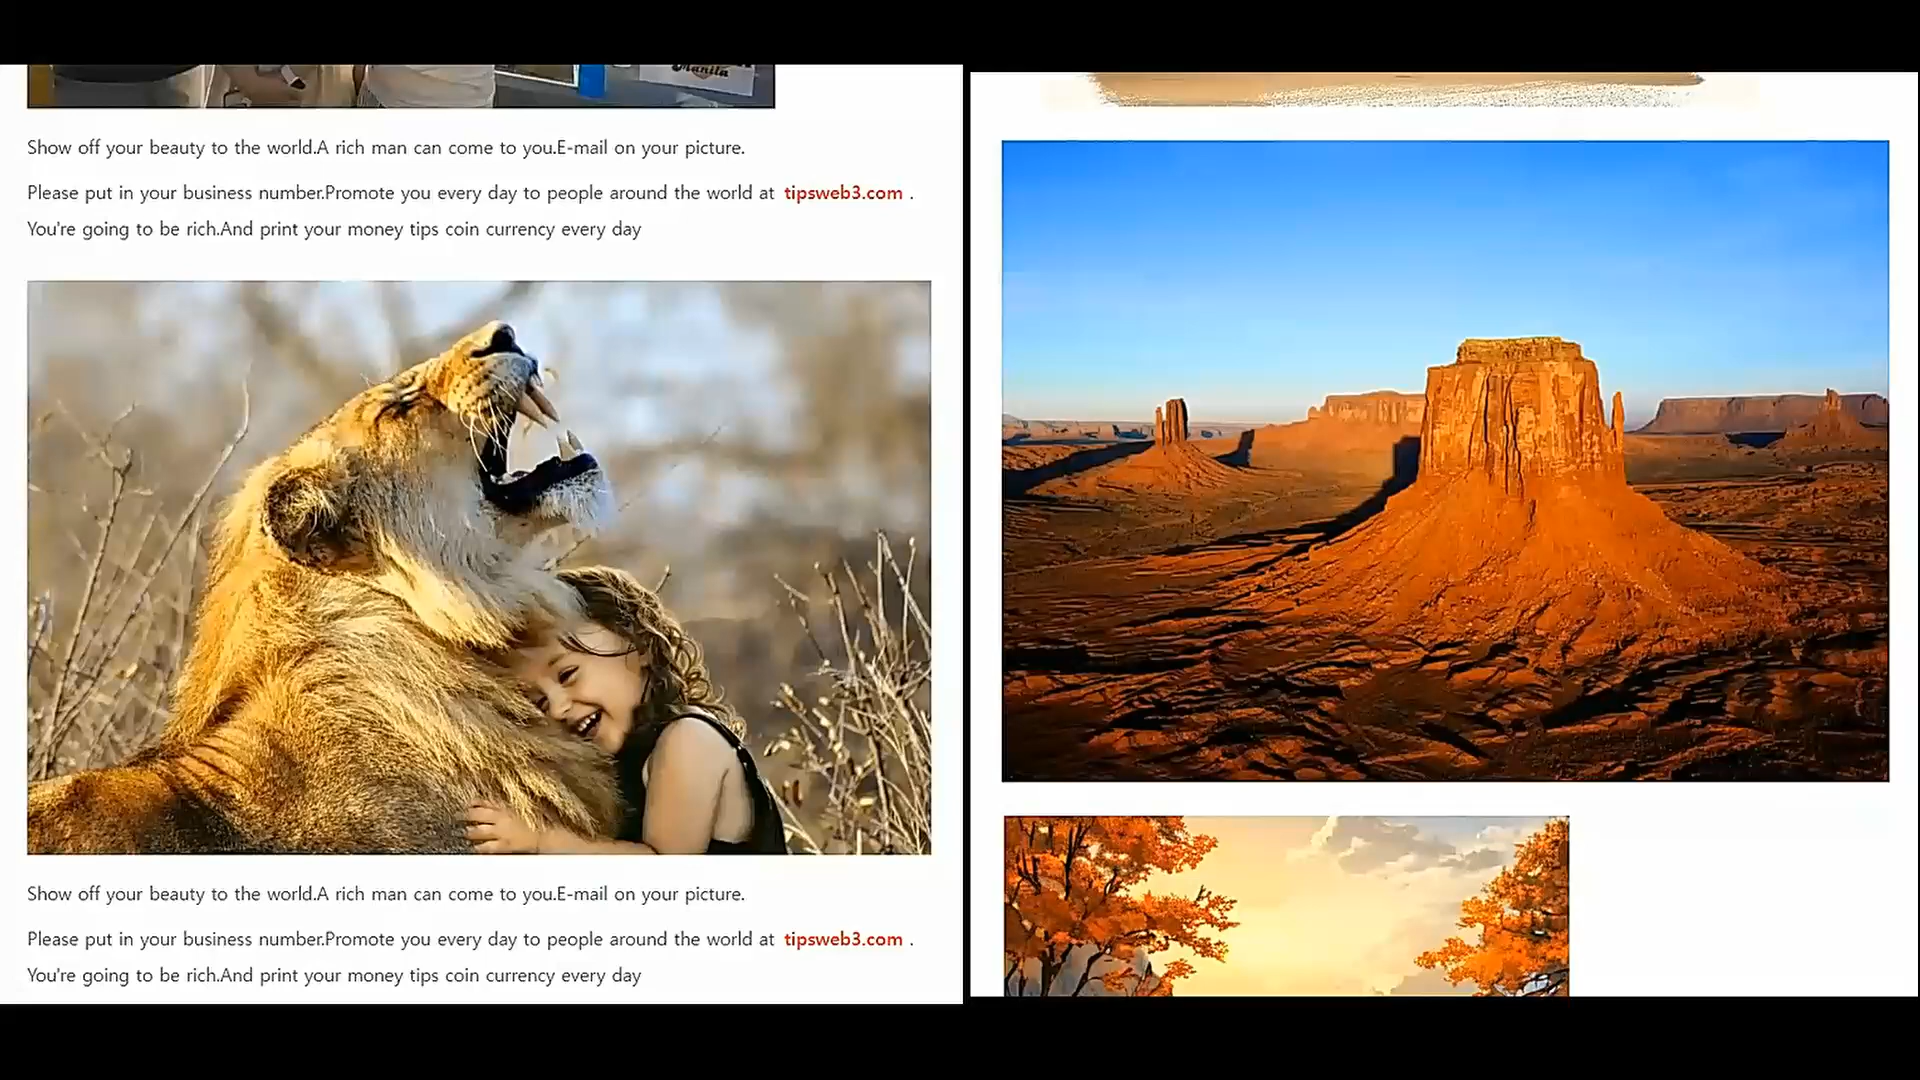 Manila
Show off your beauty to the world.A rich man can come to you.E-mail on your picture.
Please put in your business number.Promote you every day to people around the world at tipsweb3.com .
You're going to be rich.And print your money tips coin currency every day
Show off your beauty to the world.A rich man can come to you.E-mail on your picture.
Please put in your business number.Promote you every day to people around the world at tipsweb3.com .
You're going to be rich.And print your money tips coin currency every day